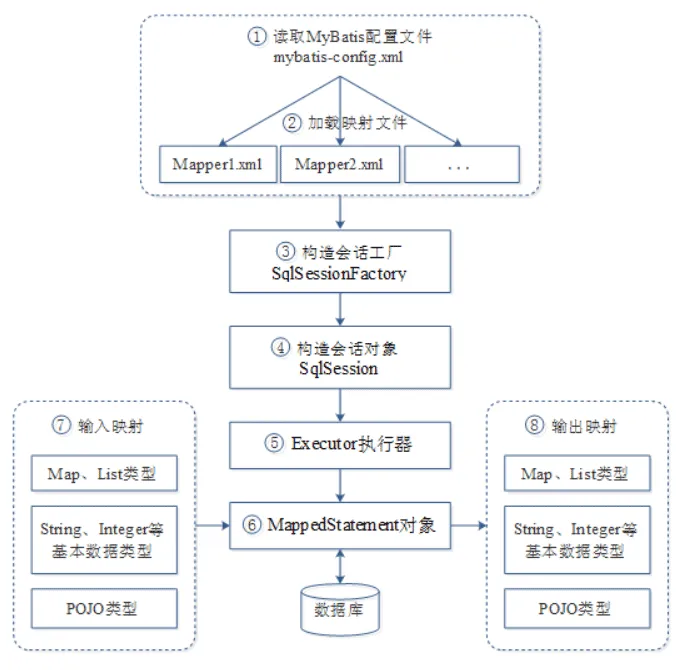 ① 读取MyBatis配置文件
mybatis-config.xml
② 加载映射文件
Mapper1.xml
Mapper2.xml
...
③ 构造会话工厂
SqlSessionFactory
④ 构造会话对象
SqlSession
⑤ Executor执行器
⑥ MappedStatement对象
数据库
⑦ 输入映射
Map、List类型
String、Integer等
基本数据类型
POJO类型
⑧ 输出映射
Map、List类型
String、Integer等
基本数据类型
POJO类型